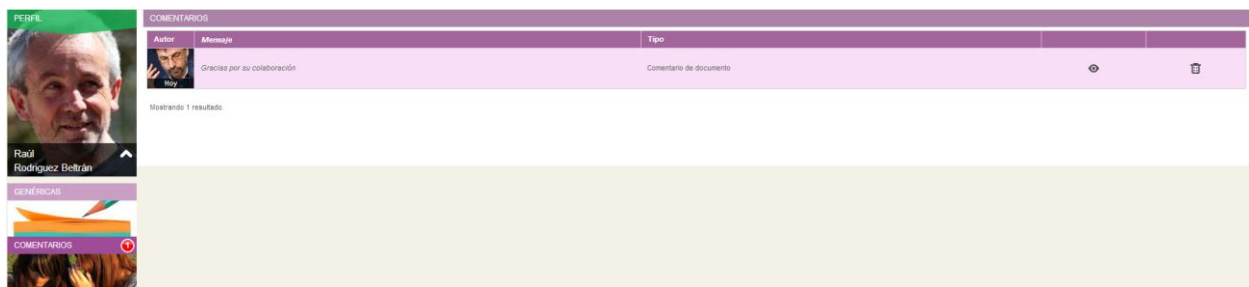 PERFIL
Raúl
Rodriguez Beltrán
GENÉRICAS
COMENTARIOS
1
COMENTARIOS
Autor Mensaje Tipo
Hoy Gracias por su colaboración Comentario de documento
Mostrando 1 resultado